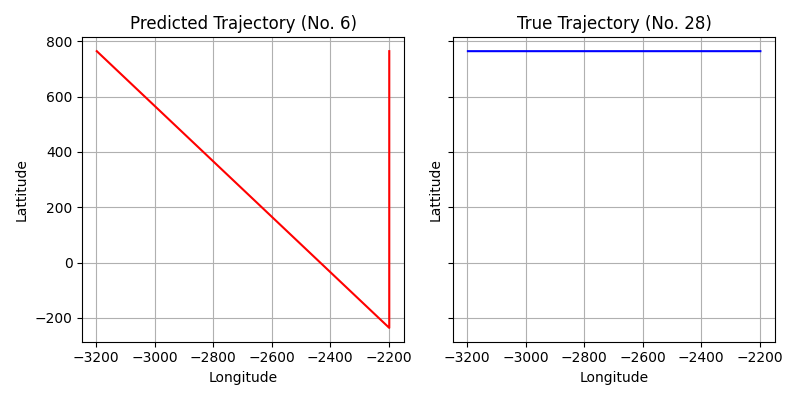 Predicted Trajectory (No. 6)
800
600
400
200
0
−200
Lattitude
−3200 −3000 −2800 −2600 −2400 −2200
Longitude
True Trajectory (No. 28)
Lattitude
−3200 −3000 −2800 −2600 −2400 −2200
Longitude